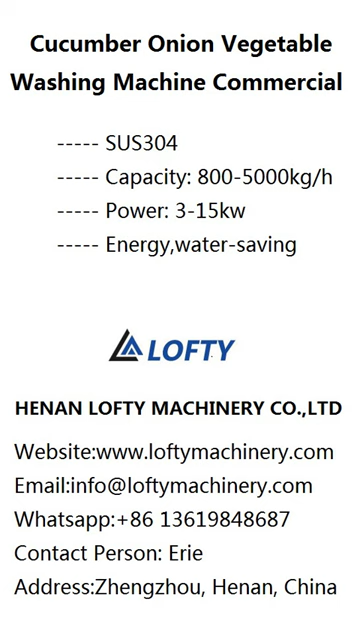 Cucumber Onion Vegetable
Washing Machine Commercial
----- SUS304
----- Capacity: 800-5000kg/h
----- Power: 3-15kw
----- Energy,water-saving
LOFTY
HENAN LOFTY MACHINERY CO.,LTD
Website:www.loftymachinery.com
Email:info@loftymachinery.com
Whatsapp:+86 13619848687
Contact Person: Erie
Address:Zhengzhou, Henan, China